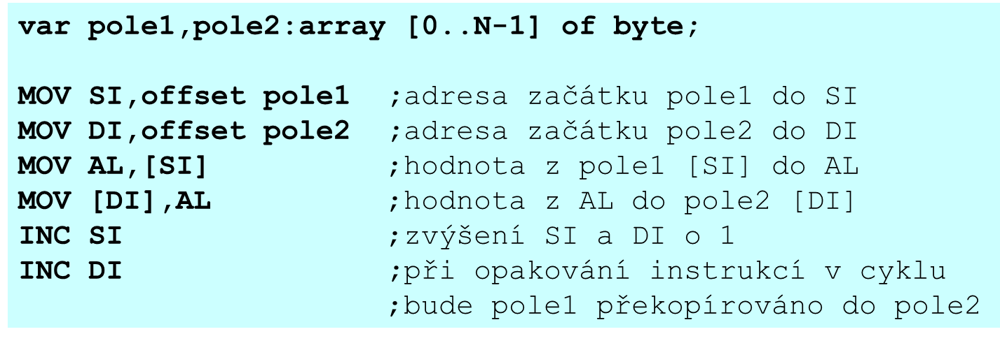 var pole1,pole2:array [0..N-1] of byte;
MOV SI,offset pole1 ;adresa začátku pole1 do SI
MOV DI,offset pole2 ;adresa začátku pole2 do DI
MOV AL,[SI] ;hodnota z pole1 [SI] do AL
MOV [DI],AL ;hodnota z AL do pole2 [DI]
INC SI ;zvýšení SI a DI o 1
INC DI ;při opakování instrukcí v cyklu
;bude pole1 překopírováno do pole2